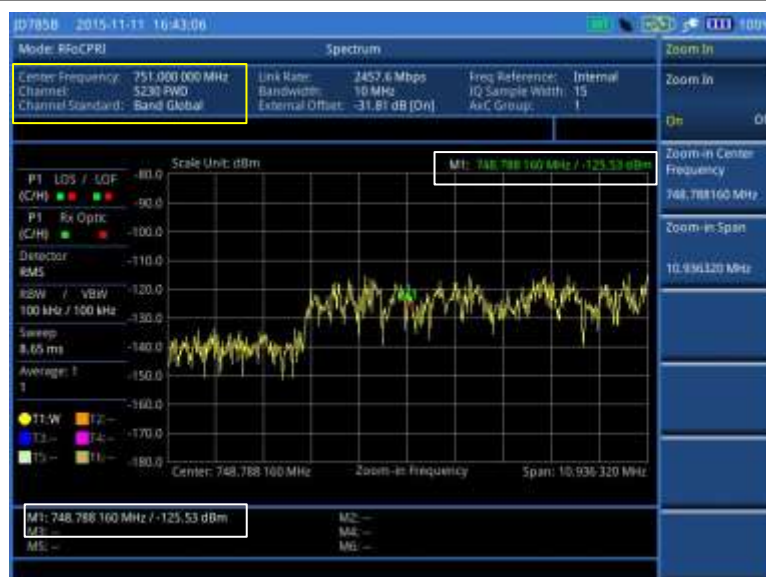 JD785B 2015-11-11 16:43:06 100%
Mode: RFoCPRI Spectrum Zoom In
Center Frequency: 751.000 000 MHz Link Rate: 2457.6 Mbps Freq Reference: Internal
Channel: 5230 FWD Bandwidth: 10 MHz IQ Sample Width: 15
Channel Standard: Band Global External Offset: -31.81 dB [On] AxC Group: 1
Zoom In
On
Scale Unit: dBm M1: 748.788 160 MHz / -125.53 dBm
Zoom-in Center
Frequency
748.788160 MHz
P1 LOS / LOF
(C/H)
P1 Rx Optic
(C/H)
Detector
RMS
RBW / VBW
100 kHz / 100 kHz
Sweep
8.65 ms
Average: 1
1
T1:W T2:--
T3:-- T4:--
T5:-- T6:--
-80.0
-90.0
-100.0
-110.0
-120.0
-130.0
-140.0
-150.0
-160.0
-170.0
-180.0
Zoom-in Span
10.936320 MHz
Center: 748.788 160 MHz Zoom-in Frequency Span: 10.936 320 MHz
M1: 748.788 160 MHz / -125.53 dBm M2: --
M3: -- M4: --
M5: -- M6: --